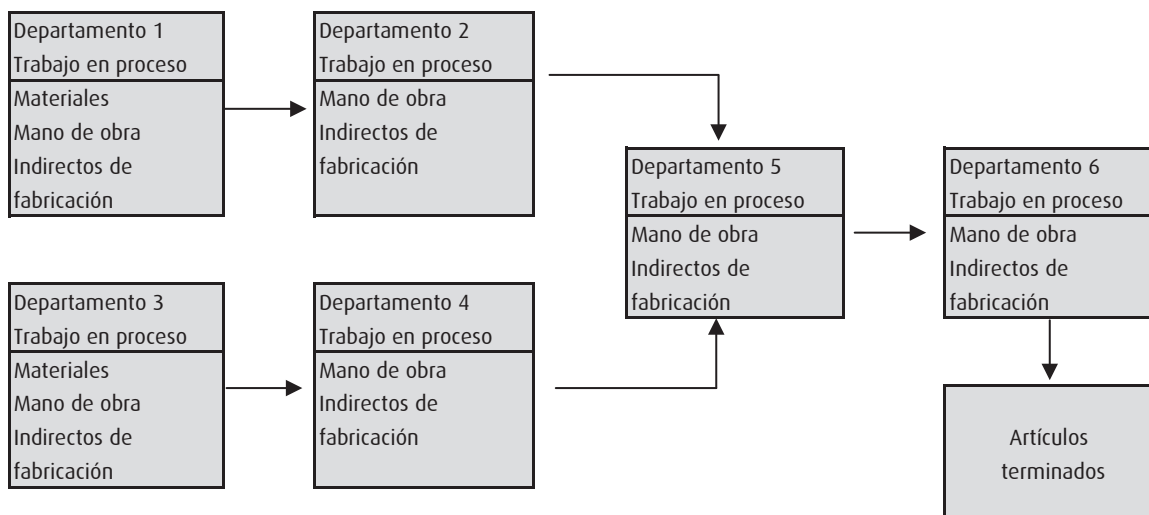 Departamento 1
Trabajo en proceso
Materiales
Mano de obra
Indirectos de
fabricación
Departamento 2
Trabajo en proceso
Mano de obra
Indirectos de
fabricación
Departamento 3
Trabajo en proceso
Materiales
Mano de obra
Indirectos de
fabricación
Departamento 4
Trabajo en proceso
Mano de obra
Indirectos de
fabricación
Departamento 5
Trabajo en proceso
Mano de obra
Indirectos de
fabricación
Departamento 6
Trabajo en proceso
Mano de obra
Indirectos de
fabricación
Artículos
terminados